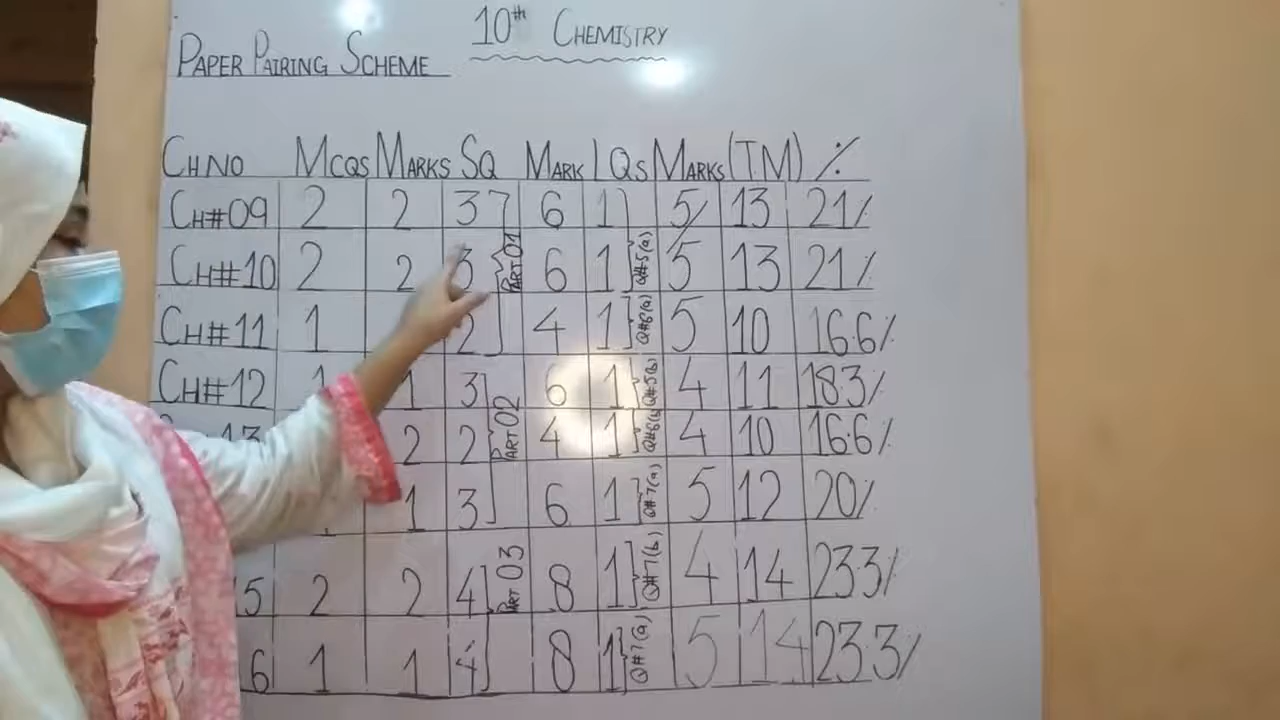 10th CHEMISTRY
PAPER PAIRING SCHEME
CHNO MCQS MARKS SQ MARK LQS MARKS (TM) %
CH#09 2 2 3 6 1 5 13 21%
CH#10 2 2 3 PART 01 6 1 Q#5(a) 5 13 21%
CH#11 1 2 4 1 Q#6(a) 5 10 16.6%
CH#12 1 1 3 6 1 Q#5(b) 4 11 18.3%
13 2 2 PART 02 4 1 Q#6(b) 4 10 16.6%
1 3 6 1 Q#7(a) 5 12 20%
5 2 2 4 PART 03 8 1 Q#7(b) 4 14 23.3%
6 1 1 4 8 1 Q#7(a) 5 14 23.3%